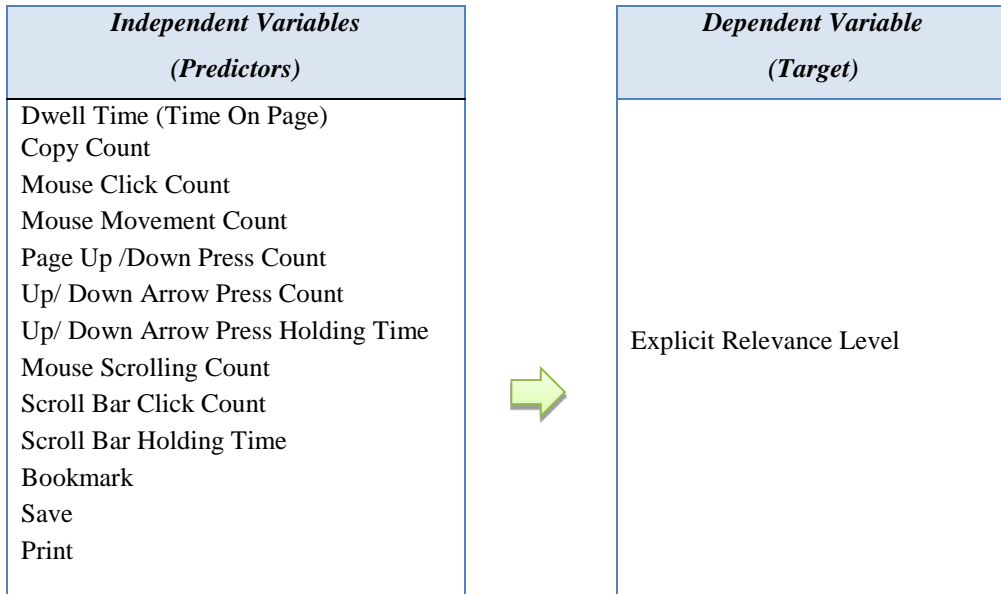 Independent Variables
(Predictors)
Dwell Time (Time On Page)
Copy Count
Mouse Click Count
Mouse Movement Count
Page Up /Down Press Count
Up/ Down Arrow Press Count
Up/ Down Arrow Press Holding Time
Mouse Scrolling Count
Scroll Bar Click Count
Scroll Bar Holding Time
Bookmark
Save
Print
Dependent Variable
(Target)
Explicit Relevance Level